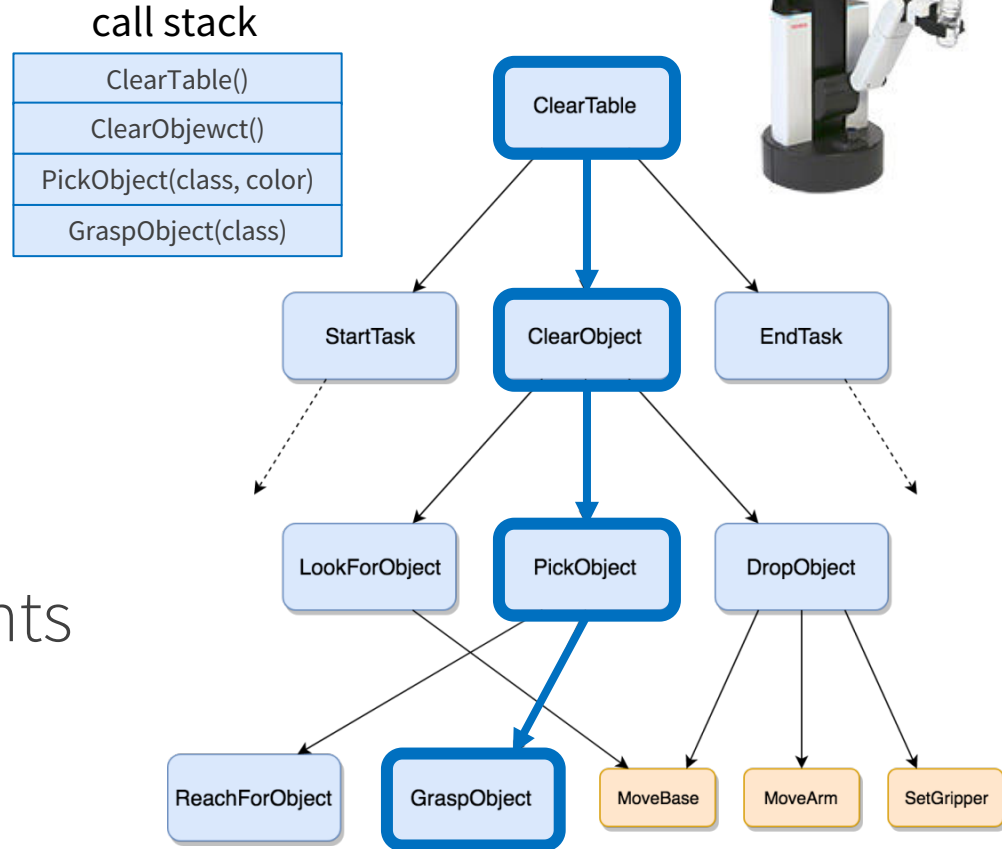 call stack
ClearTable()
ClearObjewct()
PickObject(class, color)
GraspObject(class)
ClearTable
StartTask
ClearObject
EndTask
LookForObject
PickObject
DropObject
nts
ReachForObject
GraspObject
MoveBase
MoveArm
SetGripper